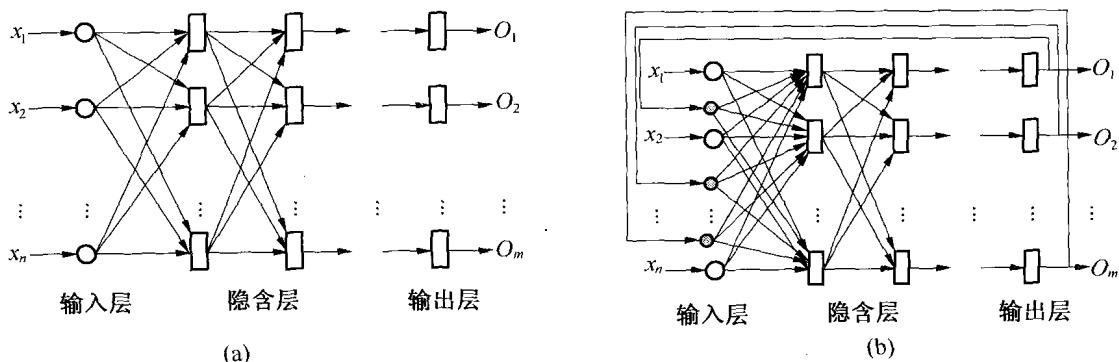 x₁ O₁
x₂ O₂
⋮ ⋮ ⋮ ⋮ ⋮ ⋮ ⋮
xₙ Oₘ
输入层 隐含层 输出层
(a)
x₁ O₁
x₂ O₂
⋮ ⋮ ⋮ ⋮ ⋮ ⋮ ⋮
xₙ Oₘ
输入层 隐含层 输出层
(b)